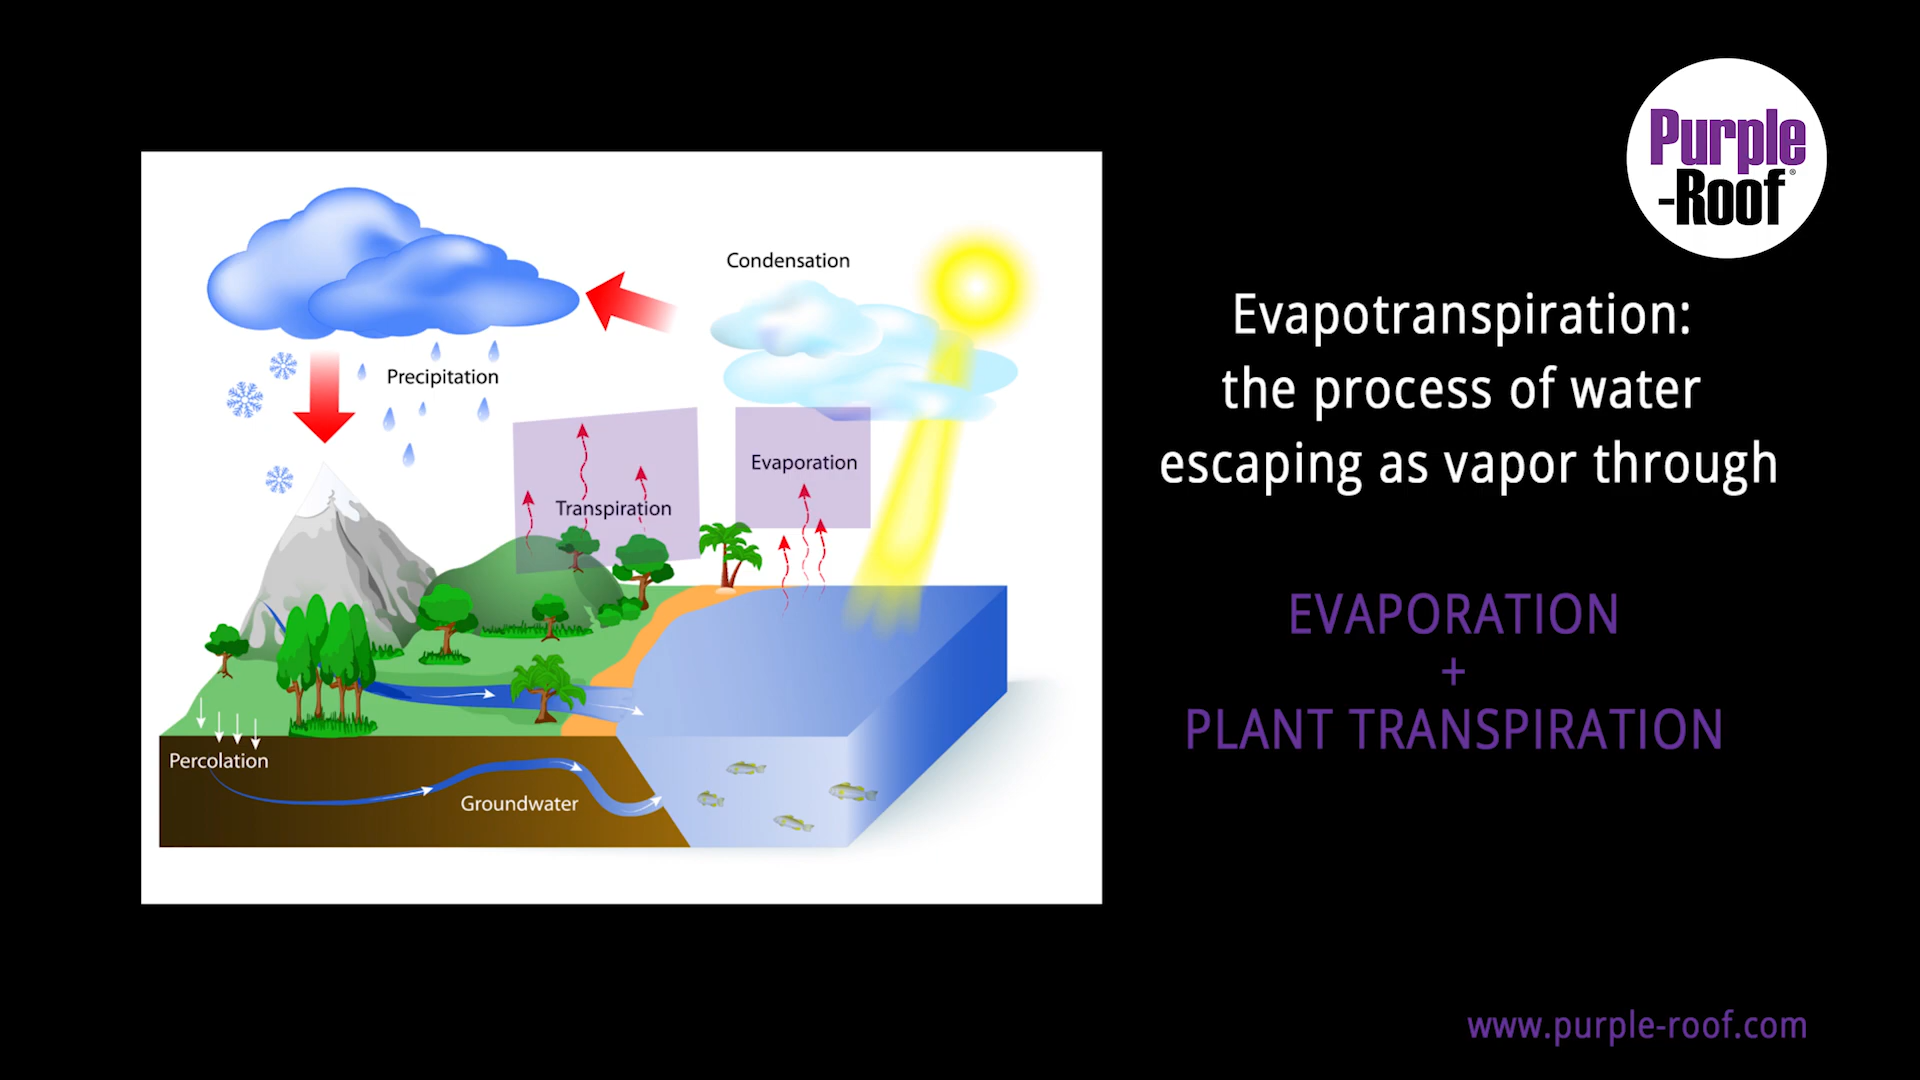 Purple
-Roof®
Condensation
Precipitation
Evaporation
Transpiration
Percolation
Groundwater
Evapotranspiration:
the process of water
escaping as vapor through
EVAPORATION
+
PLANT TRANSPIRATION
www.purple-roof.com